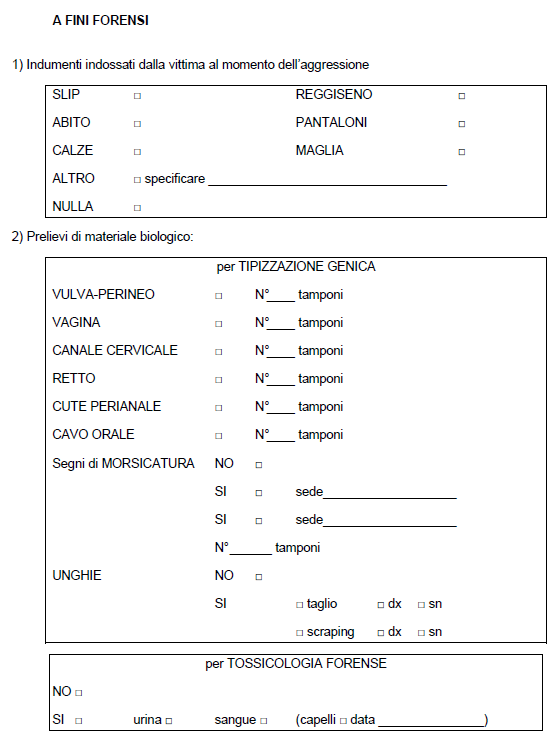 A FINI FORENSI
1) Indumenti indossati dalla vittima al momento dell'aggressione
SLIP □ REGGISENO □
ABITO □ PANTALONI □
CALZE □ MAGLIA □
ALTRO □ specificare __________________________________
NULLA □
2) Prelievi di materiale biologico:
per TIPIZZAZIONE GENICA
VULVA-PERINEO □ N°____ tamponi
VAGINA □ N°____ tamponi
CANALE CERVICALE □ N°____ tamponi
RETTO □ N°____ tamponi
CUTE PERIANALE □ N°____ tamponi
CAVO ORALE □ N°____ tamponi
Segni di MORSICATURA NO □
SI □ sede___________________
SI □ sede___________________
N°______ tamponi
UNGHIE NO □
SI □ taglio □ dx □ sn
□ scraping □ dx □ sn
per TOSSICOLOGIA FORENSE
NO □
SI □ urina □ sangue □ (capelli □ data _______________)